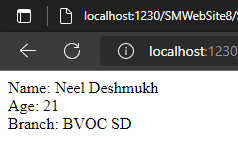 localhost:1230/SMWebSite8/
localhost:1230
Name: Neel Deshmukh
Age: 21
Branch: BVOC SD